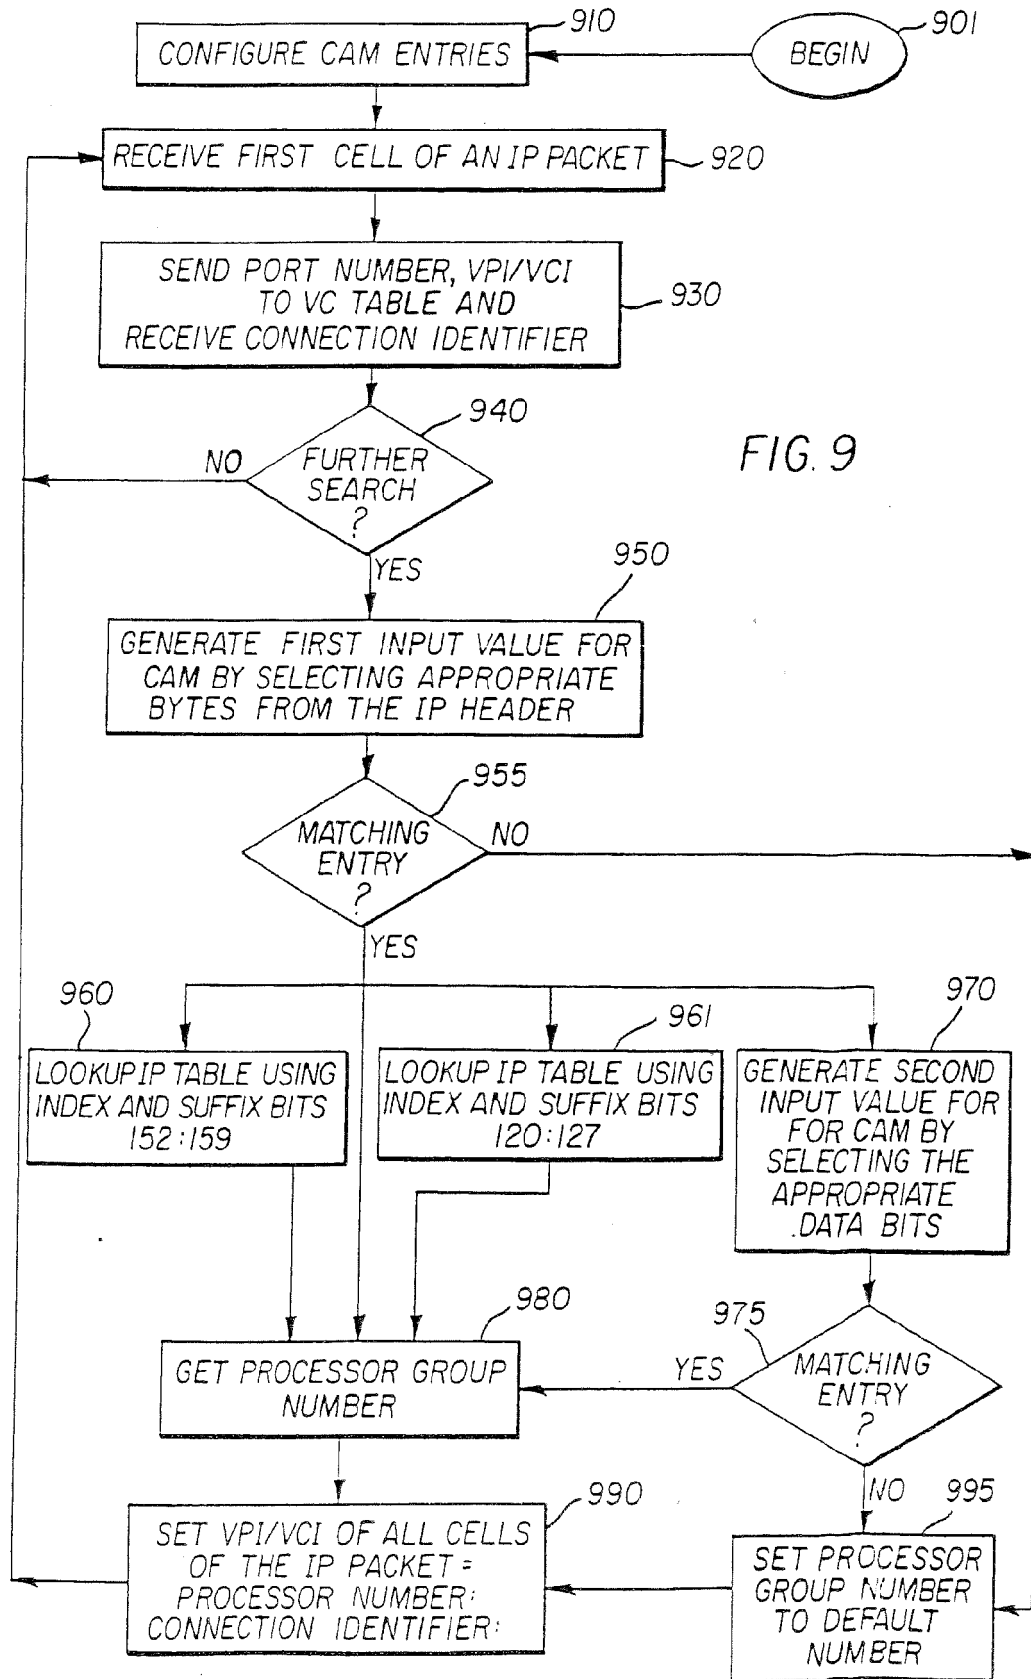 910
901
CONFIGURE CAM ENTRIES
BEGIN
RECEIVE FIRST CELL OF AN IP PACKET
920
SEND PORT NUMBER, VPI/VCI
TO VC TABLE AND
RECEIVE CONNECTION IDENTIFIER
930
940
FURTHER
SEARCH
?
NO
YES
FIG. 9
950
GENERATE FIRST INPUT VALUE FOR
CAM BY SELECTING APPROPRIATE
BYTES FROM THE IP HEADER
955
MATCHING
ENTRY
?
NO
YES
960
LOOKUP IP TABLE USING
INDEX AND SUFFIX BITS
152:159
961
LOOKUP IP TABLE USING
INDEX AND SUFFIX BITS
120:127
970
GENERATE SECOND
INPUT VALUE FOR
FOR CAM BY
SELECTING THE
APPROPRIATE
DATA BITS
980
GET PROCESSOR GROUP
NUMBER
975
MATCHING
ENTRY
?
YES
NO
990
SET VPI/VCI OF ALL CELLS
OF THE IP PACKET =
PROCESSOR NUMBER:
CONNECTION IDENTIFIER:
995
SET PROCESSOR
GROUP NUMBER
TO DEFAULT
NUMBER